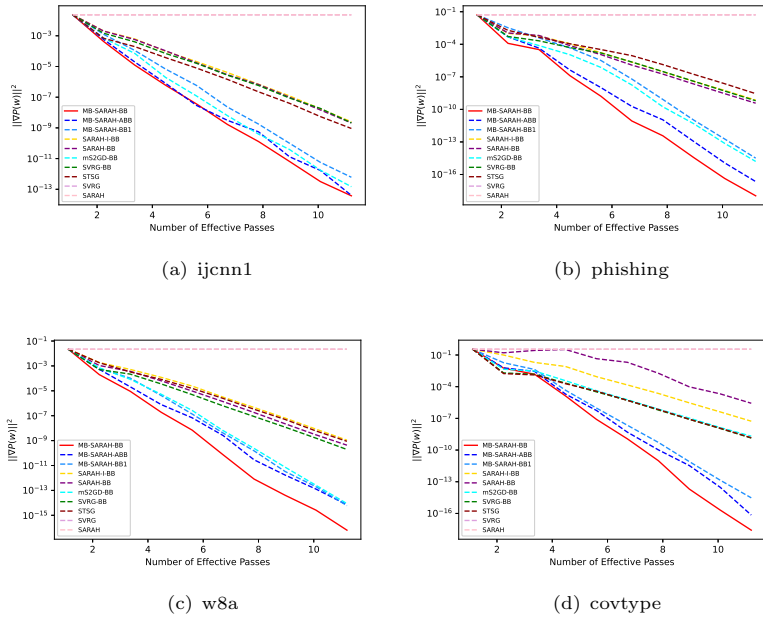 10⁻³
10⁻⁵
10⁻⁷
10⁻⁹
10⁻¹¹
10⁻¹³
||∇P(w)||²
MB-SARAH-BB
MB-SARAH-ABB
MB-SARAH-BB1
SARAH-I-BB
SARAH-BB
mS2GD-BB
SVRG-BB
STSG
SVRG
SARAH
2 4 6 8 10
Number of Effective Passes
(a) ijcnn1
10⁻¹
10⁻⁴
10⁻⁷
10⁻¹⁰
10⁻¹³
10⁻¹⁶
||∇P(w)||²
MB-SARAH-BB
MB-SARAH-ABB
MB-SARAH-BB1
SARAH-I-BB
SARAH-BB
mS2GD-BB
SVRG-BB
STSG
SVRG
SARAH
2 4 6 8 10
Number of Effective Passes
(b) phishing
10⁻¹
10⁻³
10⁻⁵
10⁻⁷
10⁻⁹
10⁻¹¹
10⁻¹³
10⁻¹⁵
||∇P(w)||²
MB-SARAH-BB
MB-SARAH-ABB
MB-SARAH-BB1
SARAH-I-BB
SARAH-BB
mS2GD-BB
SVRG-BB
STSG
SVRG
SARAH
2 4 6 8 10
Number of Effective Passes
(c) w8a
10⁻¹
10⁻⁴
10⁻⁷
10⁻¹⁰
10⁻¹³
10⁻¹⁶
||∇P(w)||²
MB-SARAH-BB
MB-SARAH-ABB
MB-SARAH-BB1
SARAH-I-BB
SARAH-BB
mS2GD-BB
SVRG-BB
STSG
SVRG
SARAH
2 4 6 8 10
Number of Effective Passes
(d) covtype